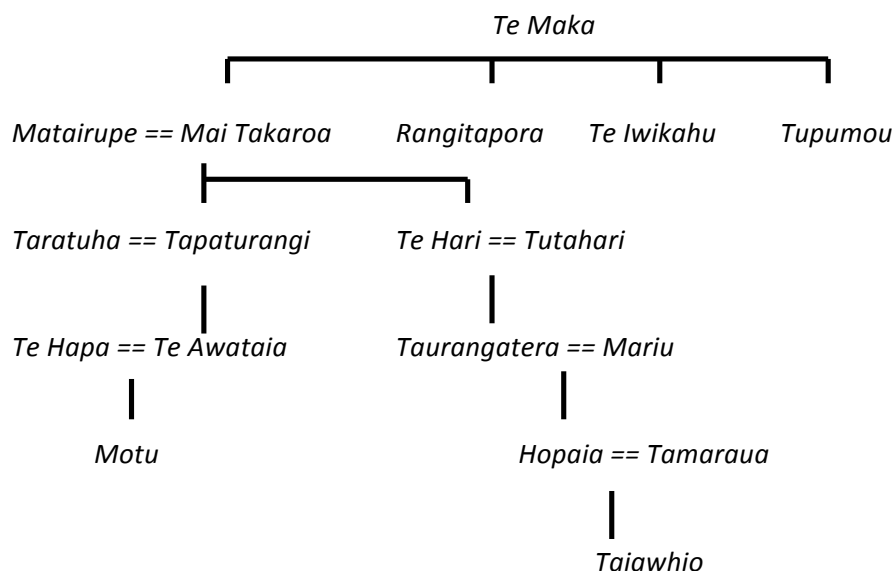 Te Maka
Matairupe == Mai Takaroa Rangitapora Te Iwikahu Tupumou
Taratuha == Tapaturangi Te Hari == Tutahari
Te Hapa == Te Awataia Taurangatera == Mariu
Motu Hopaia == Tamaraua
Taiawhio